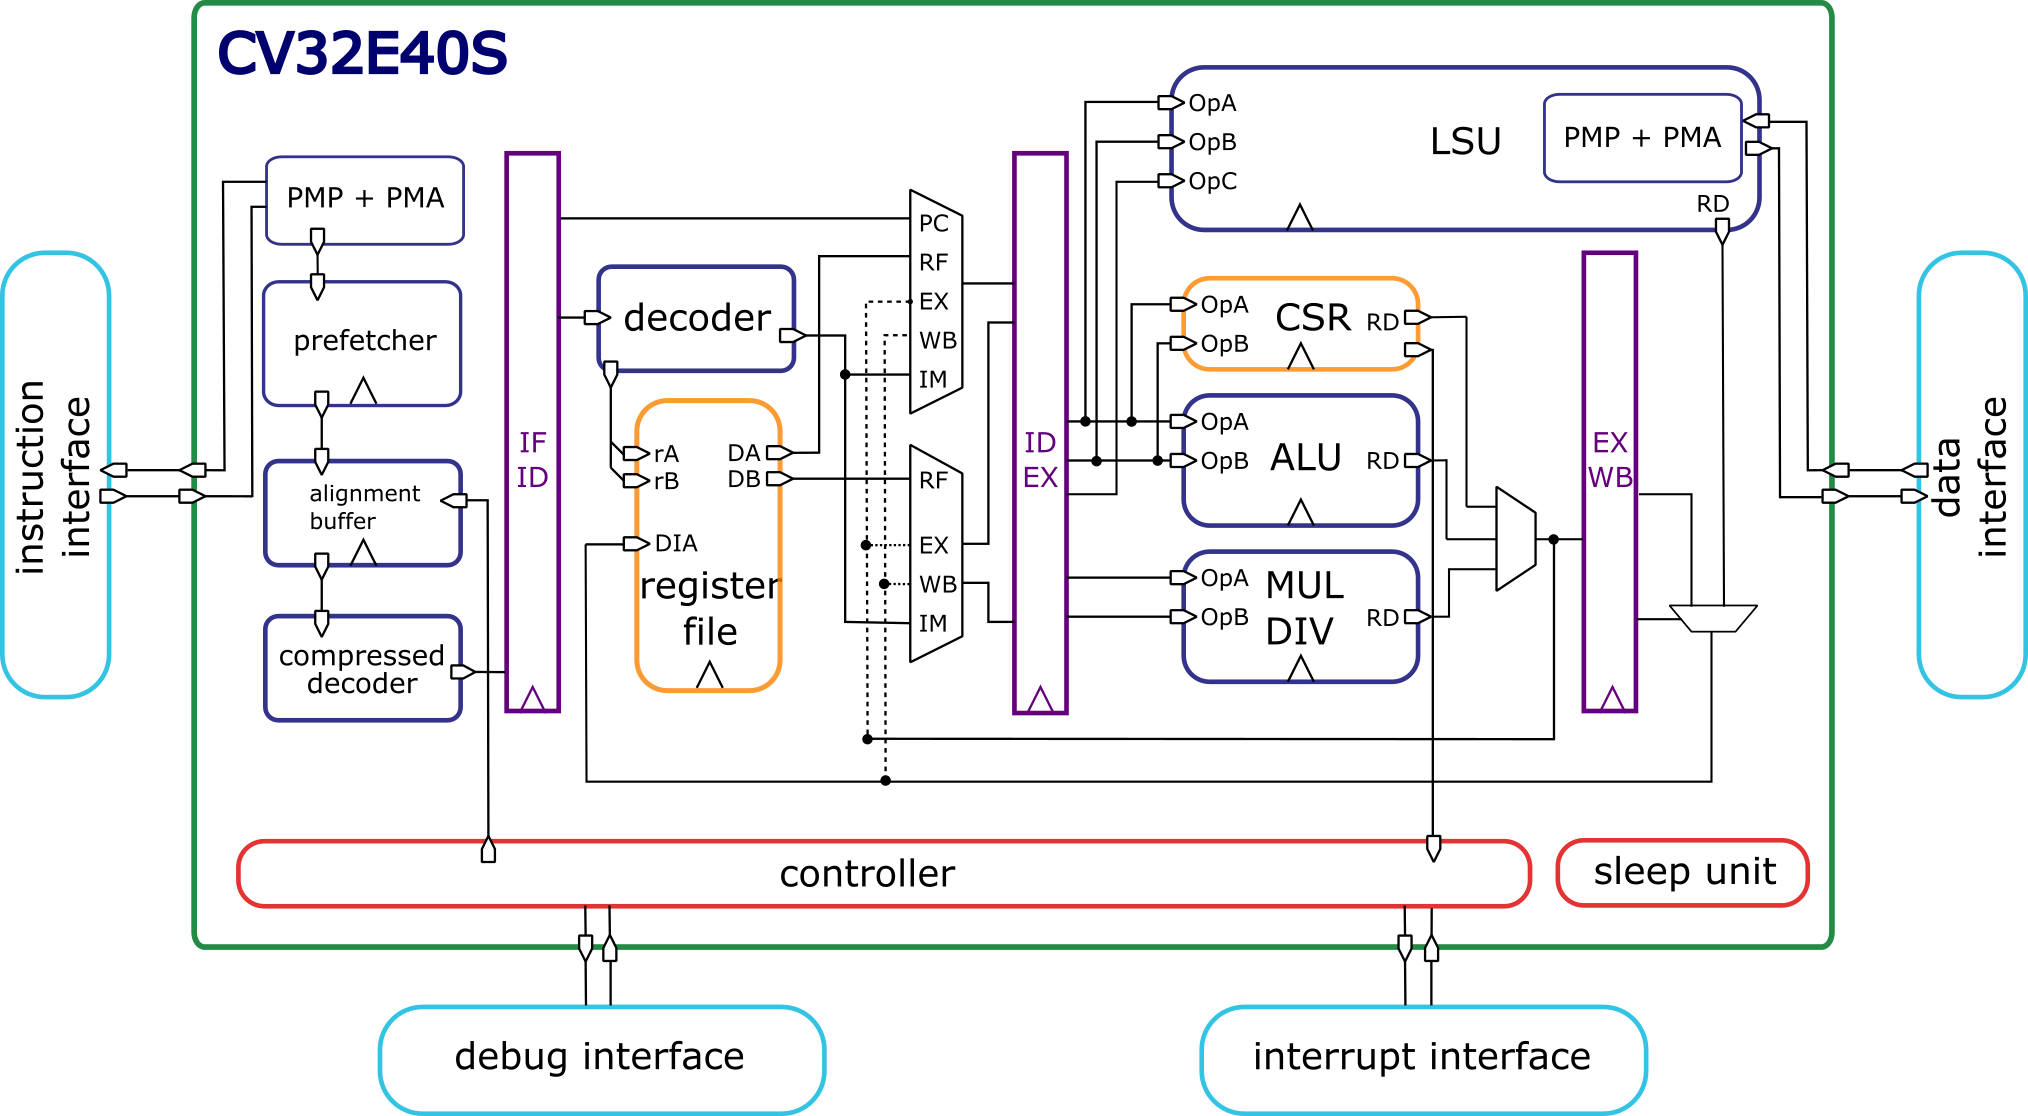 CV32E40S
instruction
interface
PMP + PMA
prefetcher
alignment
buffer
compressed
decoder
IF
ID
decoder
rA
rB
DA
DB
DIA
register
file
PC
RF
EX
WB
IM
RF
EX
WB
IM
ID
EX
OpA
OpB
OpC
LSU
PMP + PMA
RD
OpA
OpB
CSR
RD
OpA
OpB
ALU
RD
OpA
OpB
MUL
DIV
RD
EX
WB
data
interface
controller
sleep unit
debug interface
interrupt interface